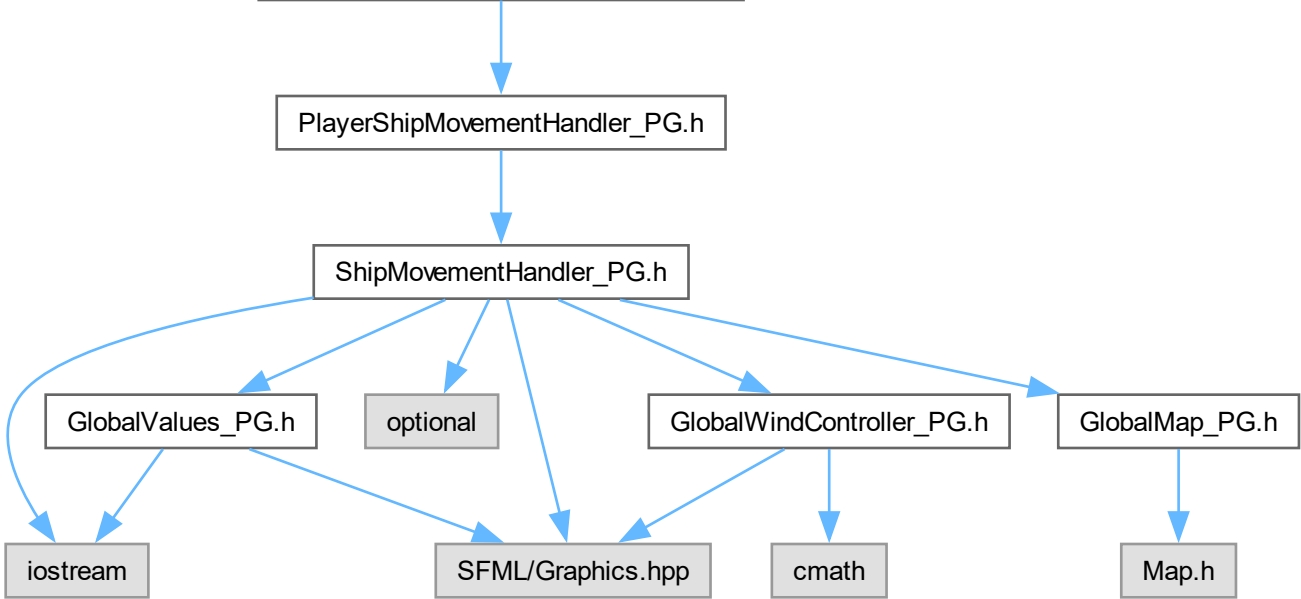 PlayerShipMovementHandler_PG.h
ShipMovementHandler_PG.h
GlobalValues_PG.h
optional
GlobalWindController_PG.h
GlobalMap_PG.h
iostream
SFML/Graphics.hpp
cmath
Map.h